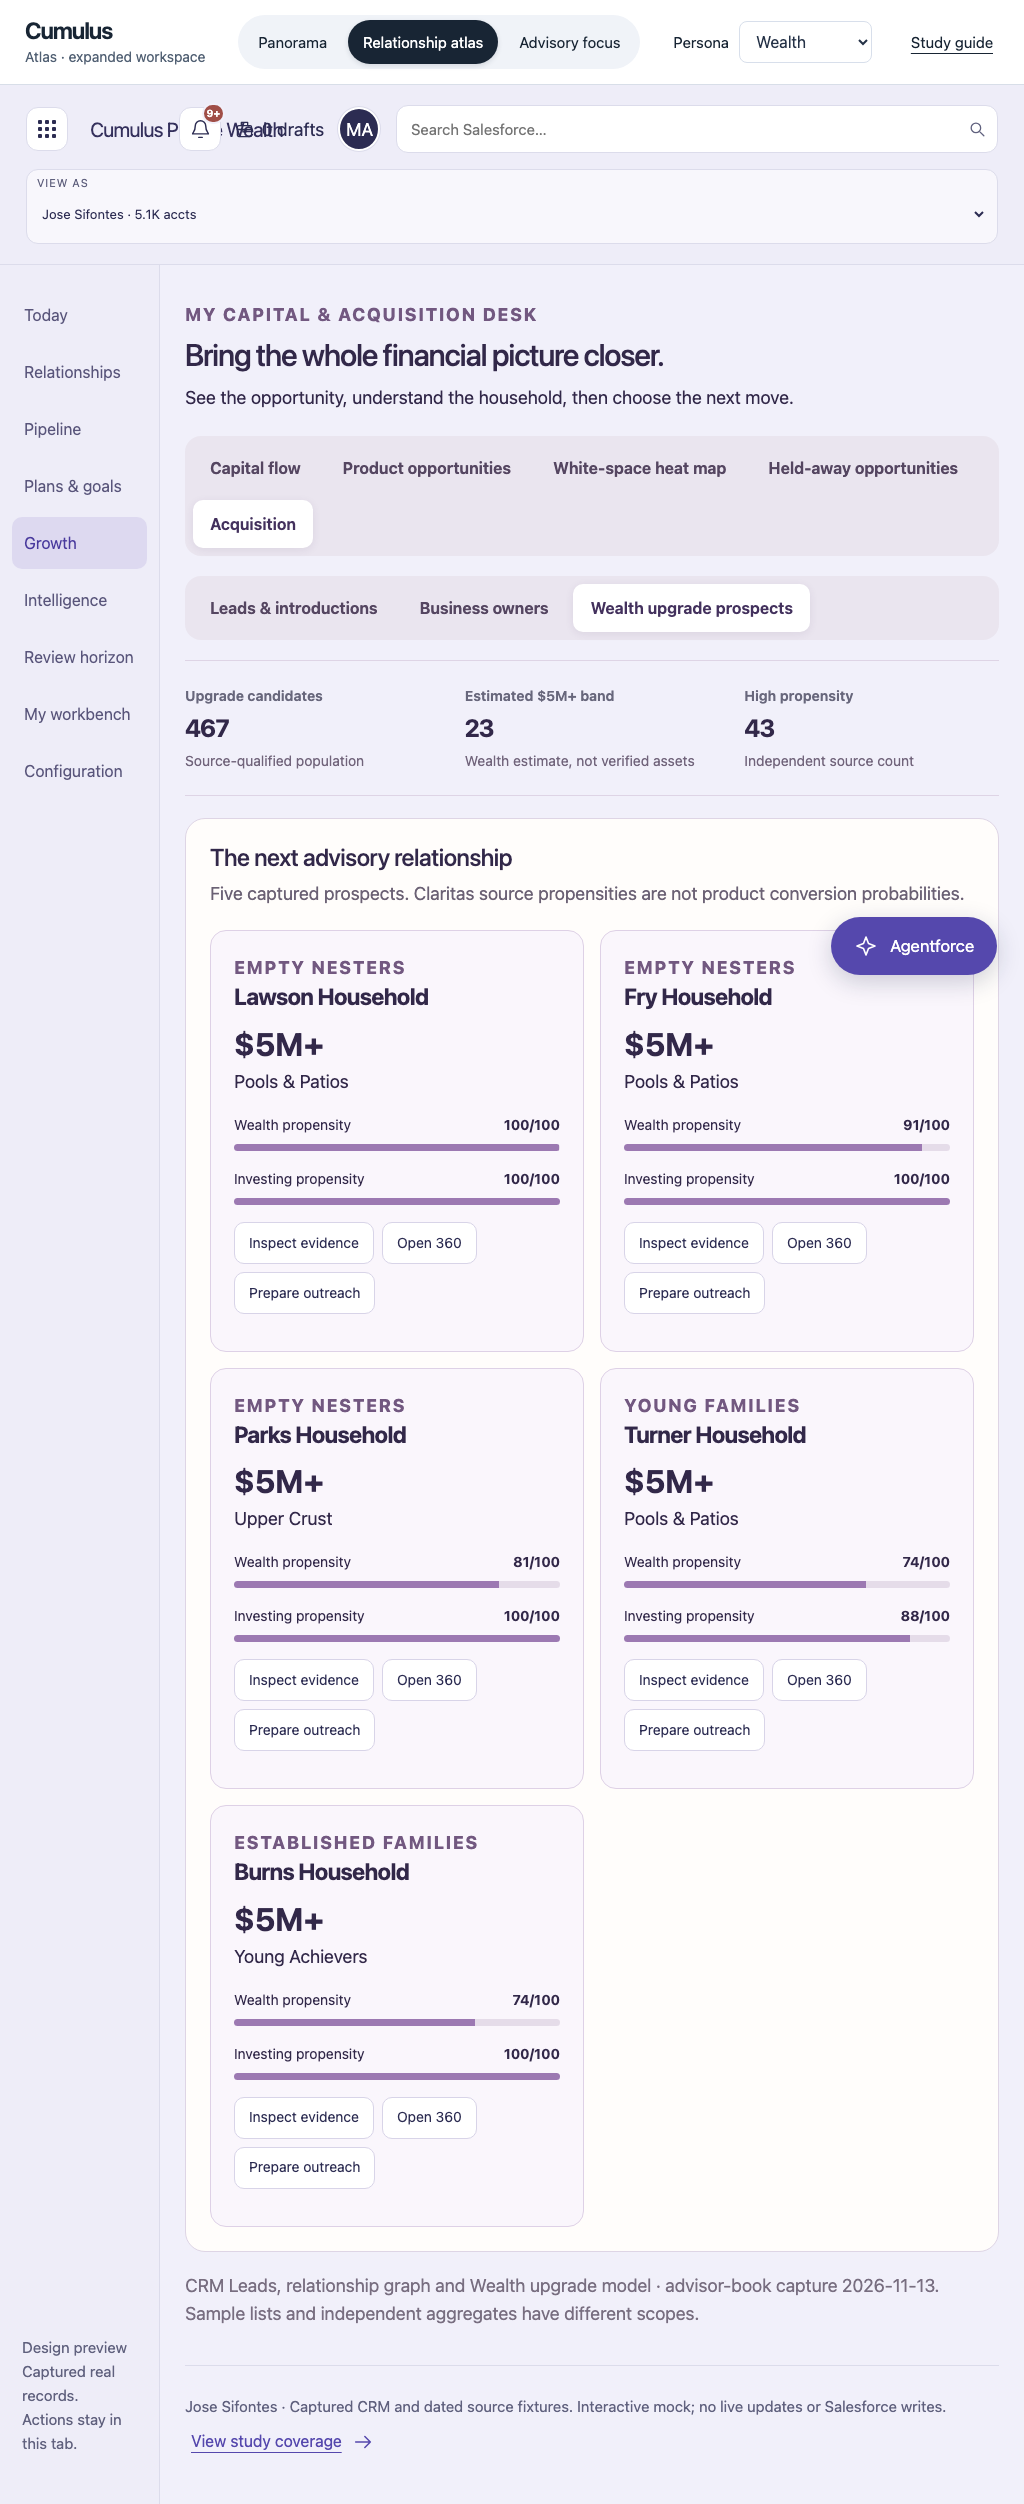 Cumulus
Atlas · expanded workspace
Panorama
Relationship atlas
Advisory focus
Persona
Wealth
Study guide
Cumulus P
Wealth
9+
drafts
MA
Search Salesforce...
VIEW AS
Jose Sifontes · 5.1K accts
Today
Relationships
Pipeline
Plans & goals
Growth
Intelligence
Review horizon
My workbench
Configuration
MY CAPITAL & ACQUISITION DESK
Bring the whole financial picture closer.
See the opportunity, understand the household, then choose the next move.
Capital flow
Product opportunities
White-space heat map
Held-away opportunities
Acquisition
Leads & introductions
Business owners
Wealth upgrade prospects
Upgrade candidates
467
Source-qualified population
Estimated $5M+ band
23
Wealth estimate, not verified assets
High propensity
43
Independent source count
The next advisory relationship
Five captured prospects. Claritas source propensities are not product conversion probabilities.
Agentforce
EMPTY NESTERS
Lawson Household
$5M+
Pools & Patios
Wealth propensity 100/100
Investing propensity 100/100
Inspect evidence
Open 360
Prepare outreach
EMPTY NESTERS
Fry Household
$5M+
Pools & Patios
Wealth propensity 91/100
Investing propensity 100/100
Inspect evidence
Open 360
Prepare outreach
EMPTY NESTERS
Parks Household
$5M+
Upper Crust
Wealth propensity 81/100
Investing propensity 100/100
Inspect evidence
Open 360
Prepare outreach
YOUNG FAMILIES
Turner Household
$5M+
Pools & Patios
Wealth propensity 74/100
Investing propensity 88/100
Inspect evidence
Open 360
Prepare outreach
ESTABLISHED FAMILIES
Burns Household
$5M+
Young Achievers
Wealth propensity 74/100
Investing propensity 100/100
Inspect evidence
Open 360
Prepare outreach
CRM Leads, relationship graph and Wealth upgrade model · advisor-book capture 2026-11-13.
Sample lists and independent aggregates have different scopes.
Design preview
Captured real
records.
Actions stay in
this tab.
Jose Sifontes · Captured CRM and dated source fixtures. Interactive mock; no live updates or Salesforce writes.
View study coverage